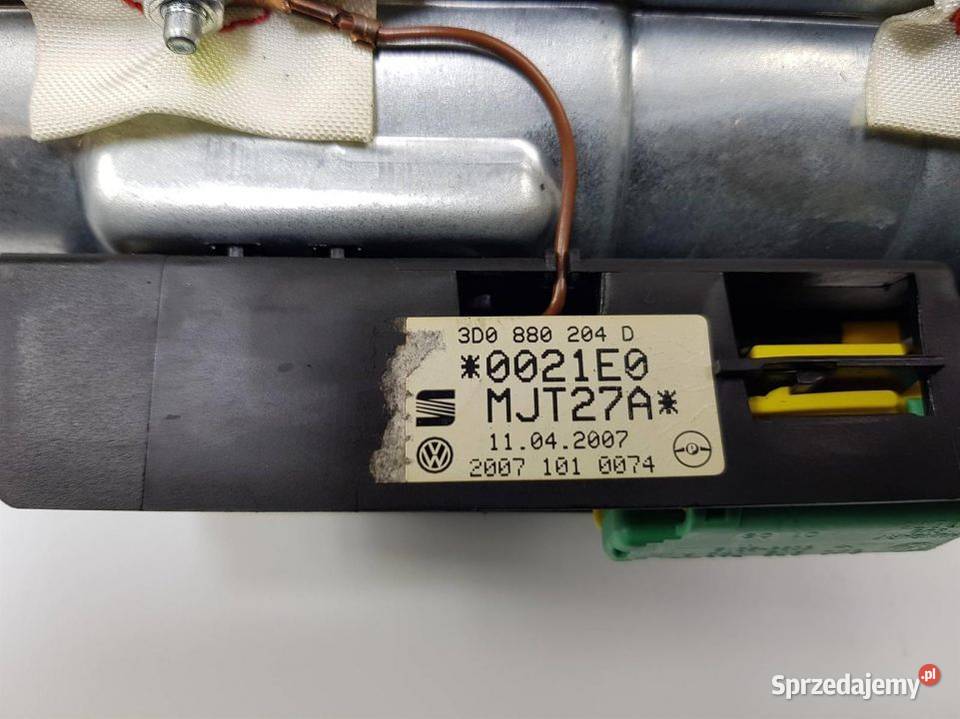 3D0 880 204 D
*0021E0
MJT27A*
11.04.2007
2007 101 0074
Sprzedajemy.pl